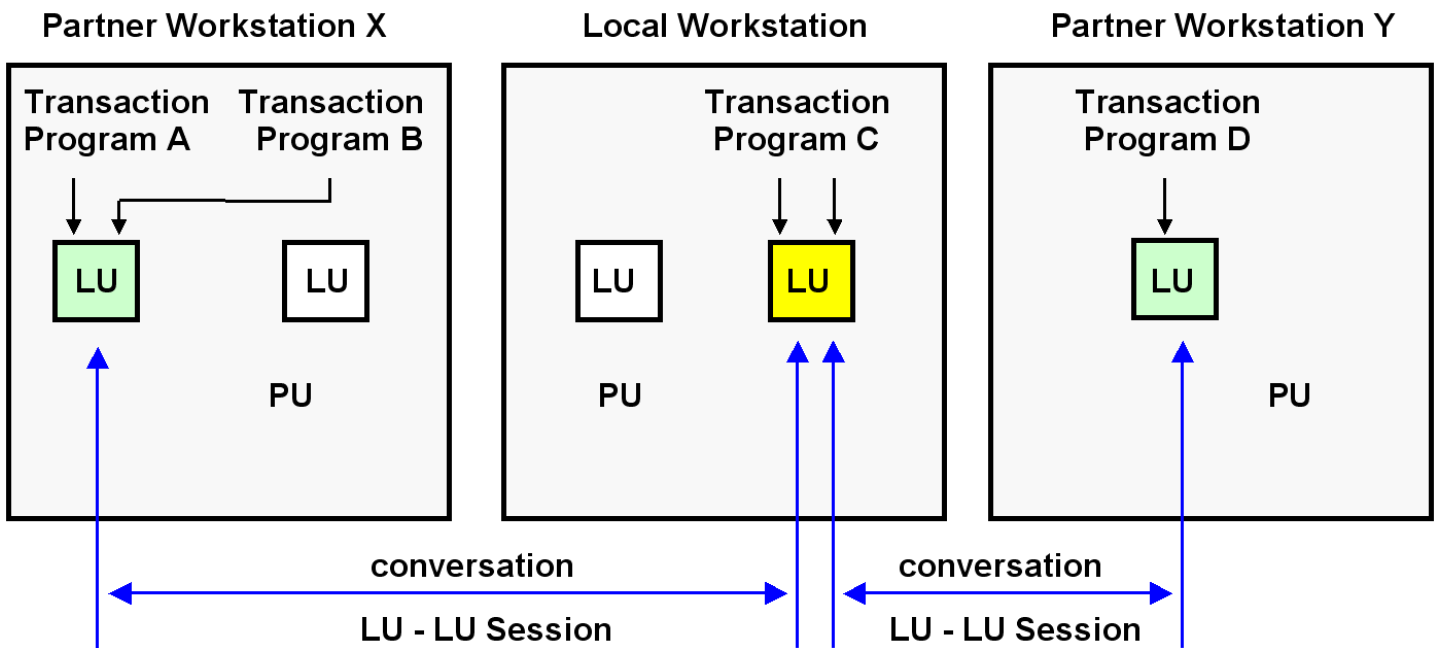 Partner Workstation X
Local Workstation
Partner Workstation Y
Transaction
Program A
Transaction
Program B
Transaction
Program C
Transaction
Program D
LU
LU
LU
LU
LU
PU
PU
PU
conversation
conversation
LU - LU Session
LU - LU Session